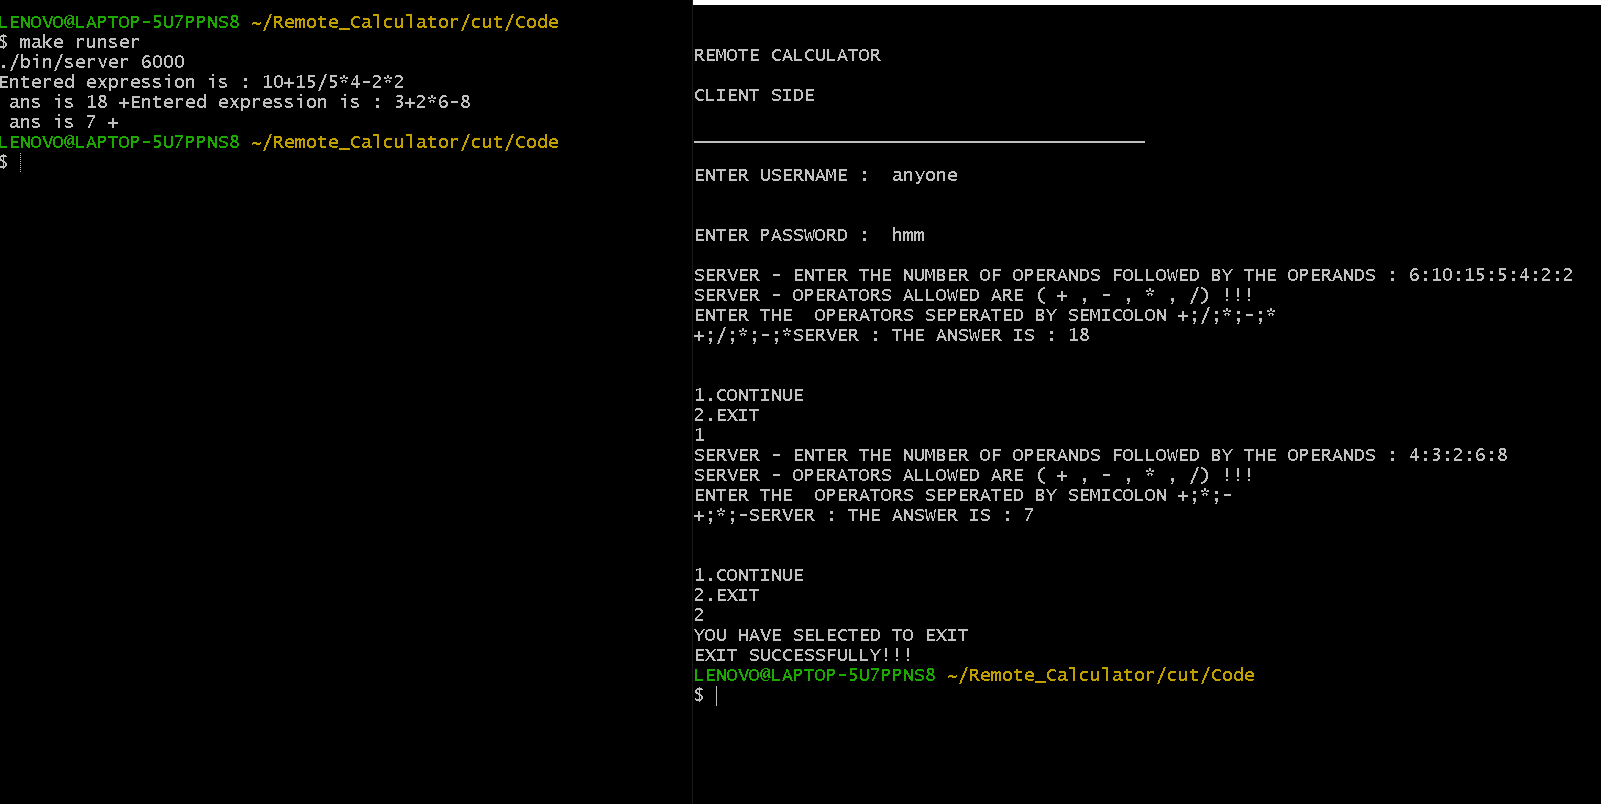 LENOVO@LAPTOP-5U7PPNS8 ~/Remote_Calculator/cut/Code
$ make runser
./bin/server 6000
Entered expression is : 10+15/5*4-2*2
 ans is 18 +Entered expression is : 3+2*6-8
 ans is 7 +
LENOVO@LAPTOP-5U7PPNS8 ~/Remote_Calculator/cut/Code
$
REMOTE CALCULATOR
CLIENT SIDE
_________________________________________
ENTER USERNAME :  anyone
ENTER PASSWORD :  hmm
SERVER - ENTER THE NUMBER OF OPERANDS FOLLOWED BY THE OPERANDS : 6:10:15:5:4:2:2
SERVER - OPERATORS ALLOWED ARE ( + , - , * , /) !!!
ENTER THE  OPERATORS SEPERATED BY SEMICOLON +;/;*;-;*
+;/;*;-;*SERVER : THE ANSWER IS : 18
1.CONTINUE
2.EXIT
1
SERVER - ENTER THE NUMBER OF OPERANDS FOLLOWED BY THE OPERANDS : 4:3:2:6:8
SERVER - OPERATORS ALLOWED ARE ( + , - , * , /) !!!
ENTER THE  OPERATORS SEPERATED BY SEMICOLON +;*;-
+;*;-SERVER : THE ANSWER IS : 7
1.CONTINUE
2.EXIT
2
YOU HAVE SELECTED TO EXIT
EXIT SUCCESSFULLY!!!
LENOVO@LAPTOP-5U7PPNS8 ~/Remote_Calculator/cut/Code
$